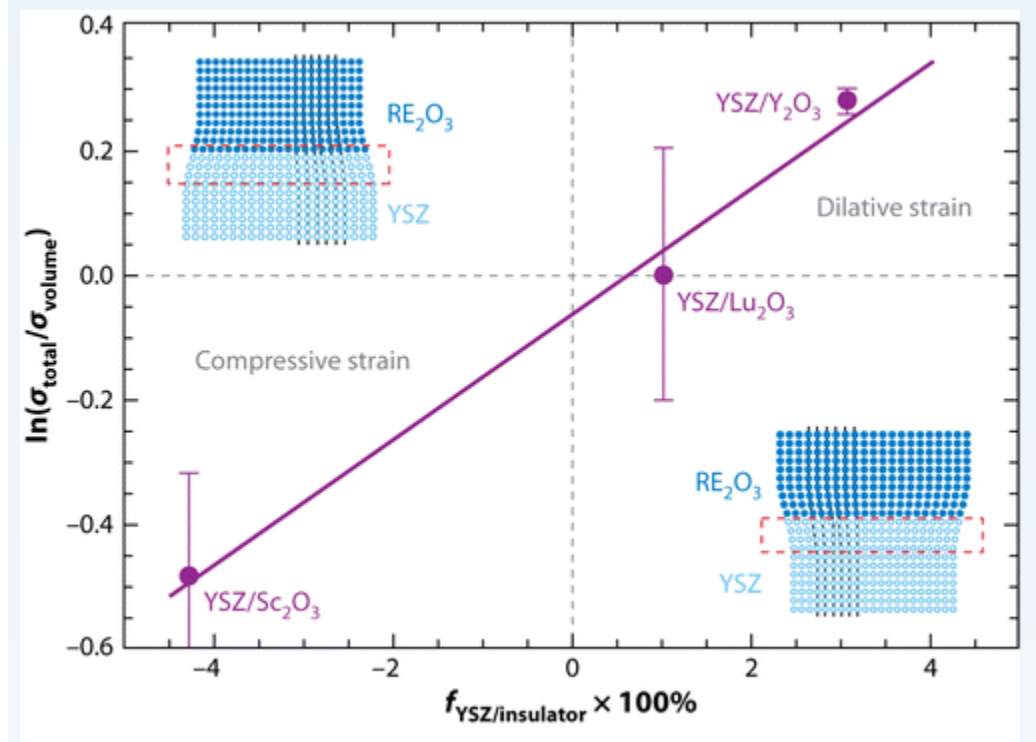 0.4
0.2
0.0
−0.2
−0.4
−0.6
−4
−2
0
2
4
ln(σtotal/σvolume)
fYSZ/insulator × 100%
RE2O3
YSZ
YSZ/Y2O3
Dilative strain
YSZ/Lu2O3
Compressive strain
RE2O3
YSZ
YSZ/Sc2O3